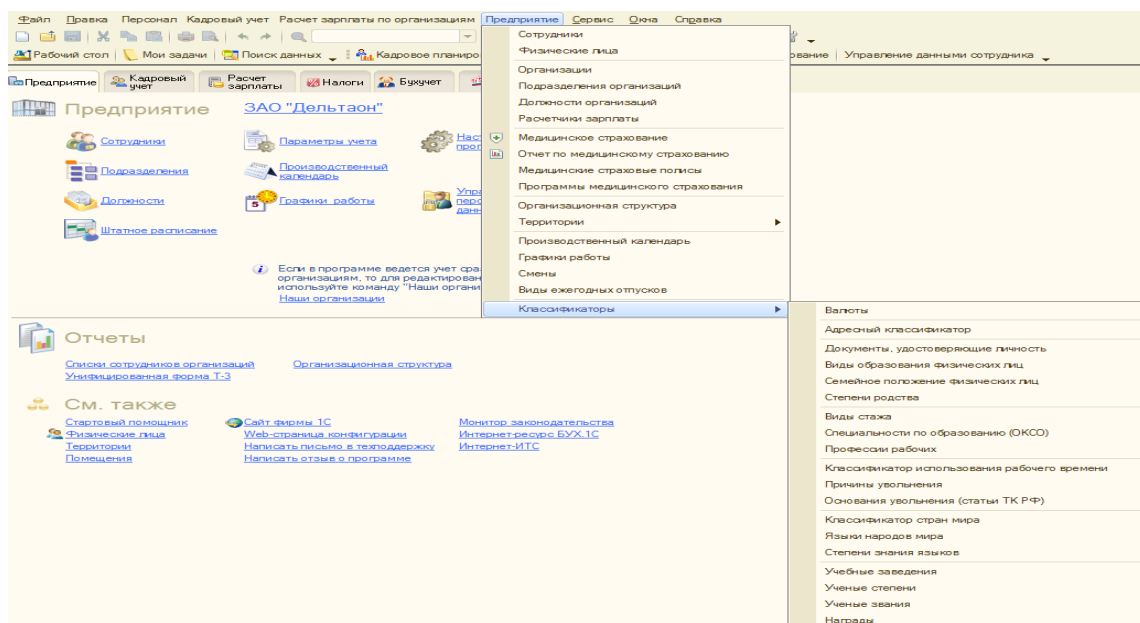 Файл Правка Персонал Кадровый учет Расчет зарплаты по организациям Предприятие Сервис Окна Справка
Рабочий стол Мои задачи Поиск данных Кадровое планиро
Управление данными сотрудника
Предприятие Кадровый учет Расчет зарплаты Налоги Бухучет
Предприятие ЗАО "Дельтаон"
Сотрудники Параметры учета
Подразделения Производственный календарь
Должности Графики работы
Штатное расписание
Если в программе ведется учет сра
организациям, то для редактирован
используйте команду "Наши органи
Наши организации
Отчеты
Списки сотрудников организаций Организационная структура
Унифицированная форма Т-3
См. также
Стартовый помощник Сайт фирмы 1С Монитор законодательства
Физические лица Web-страница конфигурации Интернет-ресурс БУХ.1С
Территории Написать письмо в техподдержку Интернет-ИТС
Помещения Написать отзыв о программе
Сотрудники
Физические лица
Организации
Подразделения организаций
Должности организаций
Расчетчики зарплаты
Медицинское страхование
Отчет по медицинскому страхованию
Медицинские страховые полисы
Программы медицинского страхования
Организационная структура
Территории
Производственный календарь
Графики работы
Смены
Виды ежегодных отпусков
Классификаторы
Валюты
Адресный классификатор
Документы, удостоверяющие личность
Виды образования физических лиц
Семейное положение физических лиц
Степени родства
Виды стажа
Специальности по образованию (ОКСО)
Профессии рабочих
Классификатор использования рабочего времени
Причины увольнения
Основания увольнения (статьи ТК РФ)
Классификатор стран мира
Языки народов мира
Степени знания языков
Учебные заведения
Ученые степени
Ученые звания
Награды